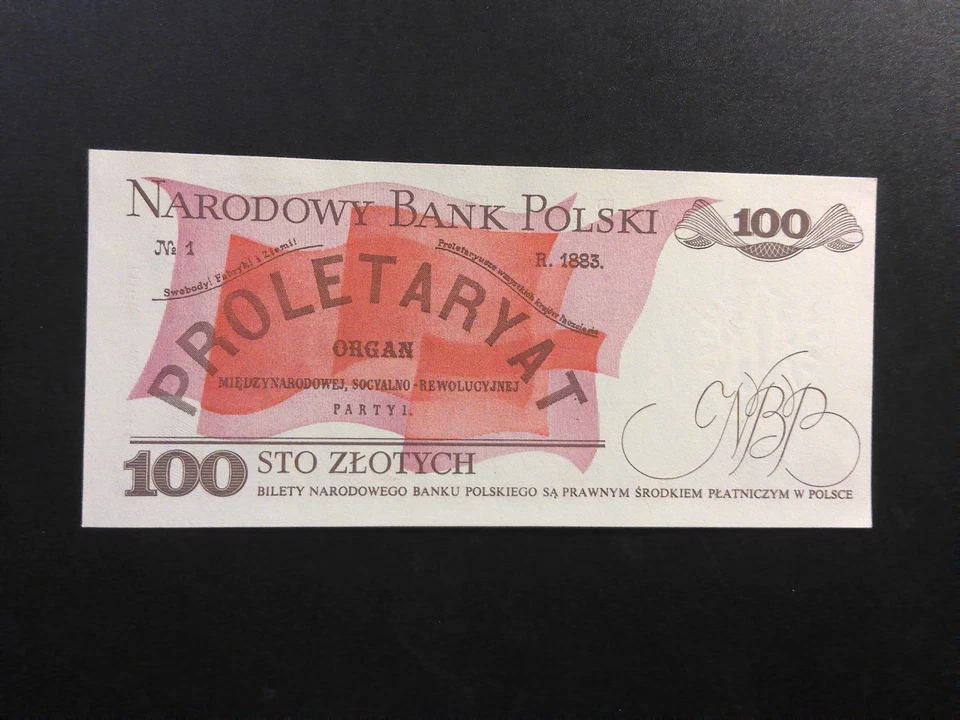 NARODOWY BANK POLSKI
100
№ 1
R. 1883.
Swobody! Fabryk! i Ziemi!
Proletaryusze wszystkich krajów łączcie się
PROLETARYAT
ORGAN
MIĘDZYNARODOWEJ, SOCYALNO-REWOLUCYJNEJ
PARTYI.
NBP
100 STO ZŁOTYCH
BILETY NARODOWEGO BANKU POLSKIEGO SĄ PRAWNYM ŚRODKIEM PŁATNICZYM W POLSCE